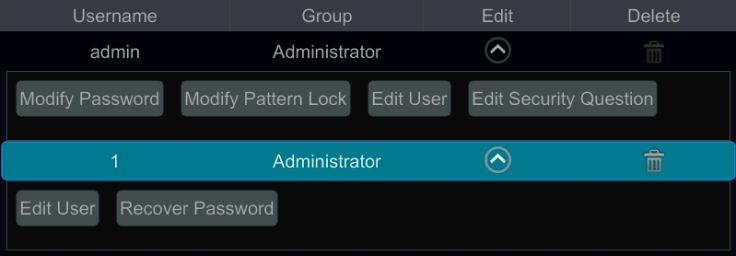 Username Group Edit Delete
admin Administrator
Modify Password Modify Pattern Lock Edit User Edit Security Question
1 Administrator
Edit User Recover Password